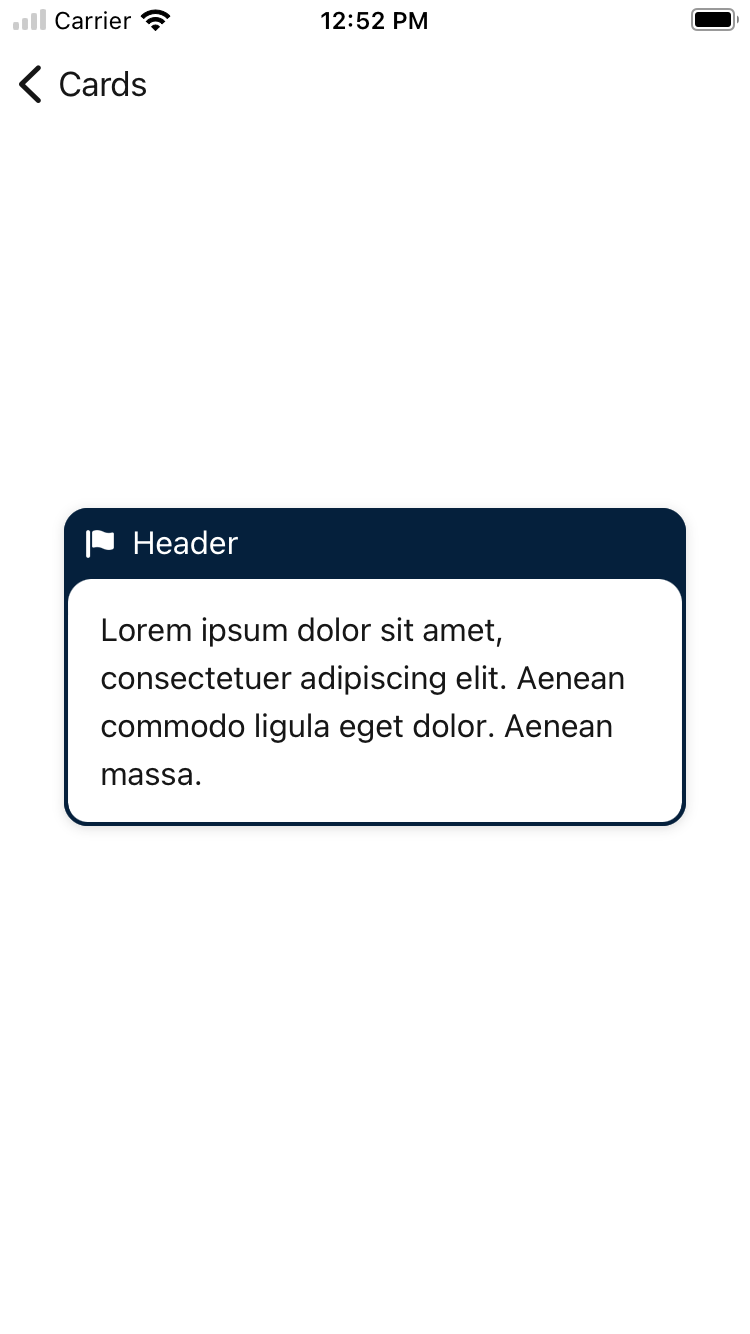 Carrier 12:52 PM
Cards
Header
Lorem ipsum dolor sit amet,
consectetuer adipiscing elit. Aenean
commodo ligula eget dolor. Aenean
massa.